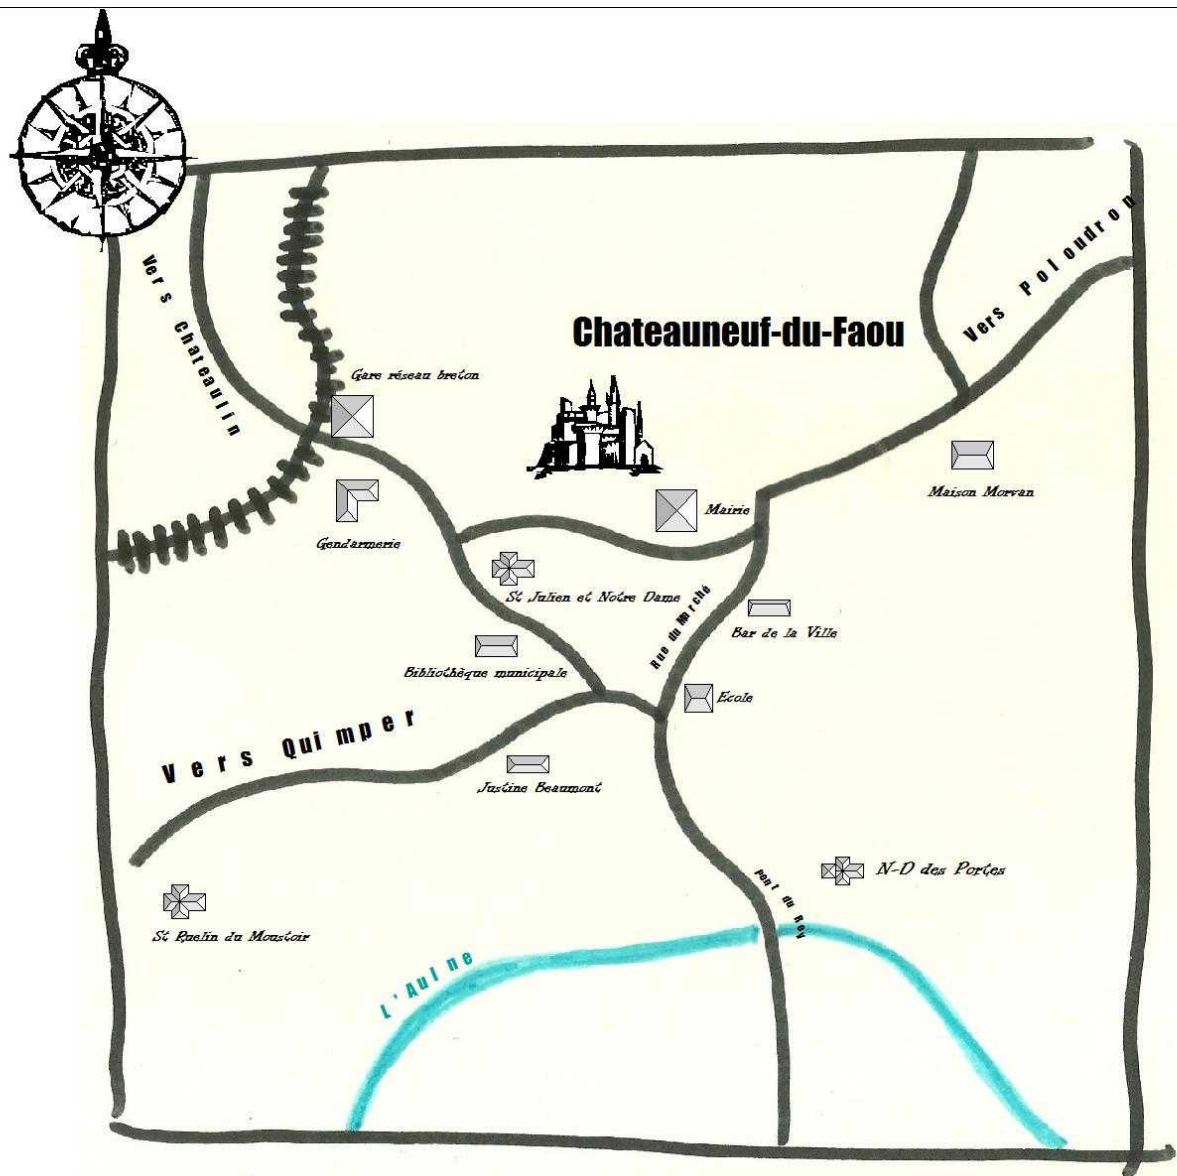 Vers Chateaulin
Vers Poloudron
Chateauneuf-du-Faou
Gare réseau breton
Mairie
Maison Morvan
Gendarmerie
St Julien et Notre Dame
Rue du Marché
Bar de la Ville
Bibliothèque municipale
Ecole
Vers Quimper
Justine Beaumont
N-D des Portes
pont du Roy
St Ruelin du Moustoir
L'Aulne